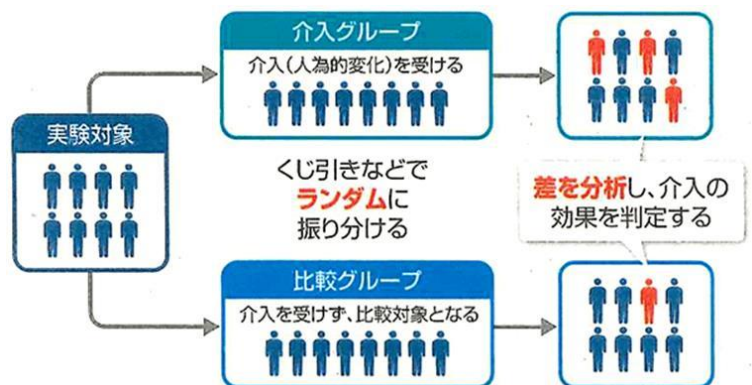 介入グループ
介入(人為的変化)を受ける
実験対象
くじ引きなどで
ランダムに
振り分ける
差を分析し、介入の
効果を判定する
比較グループ
介入を受けず、比較対象となる